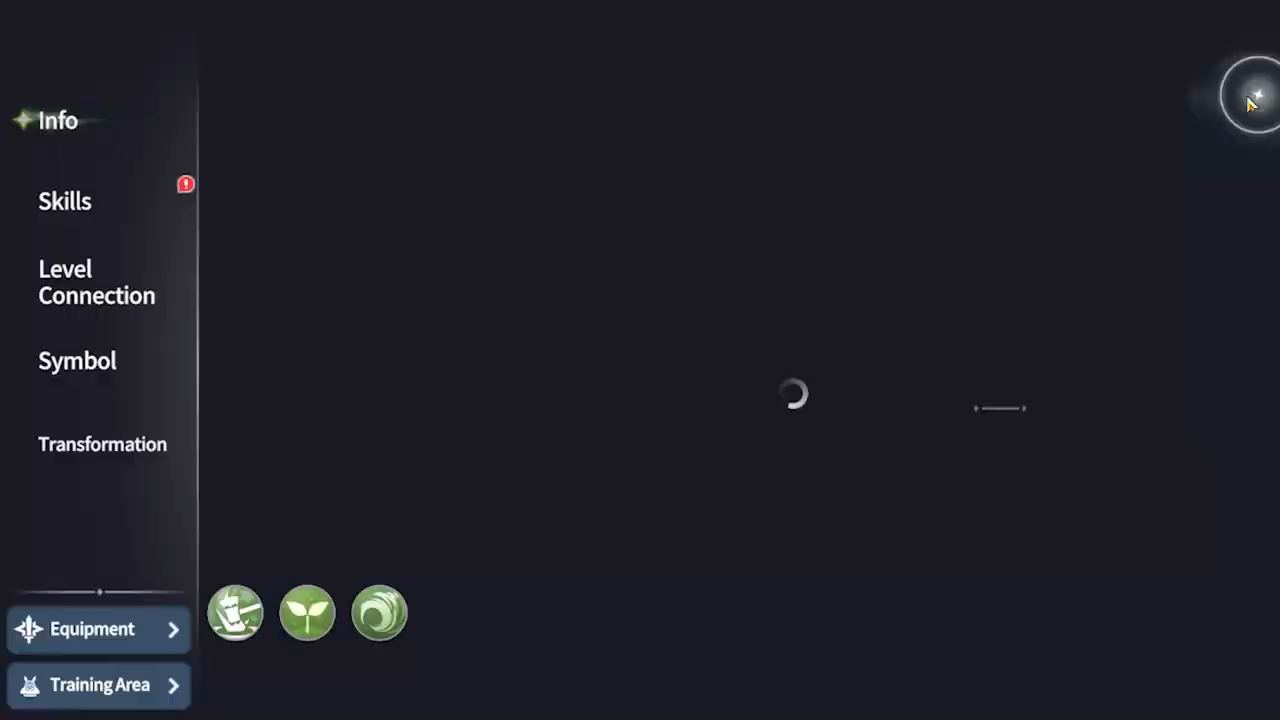 Info
Skills
Level
Connection
Symbol
Transformation
Equipment
Training Area